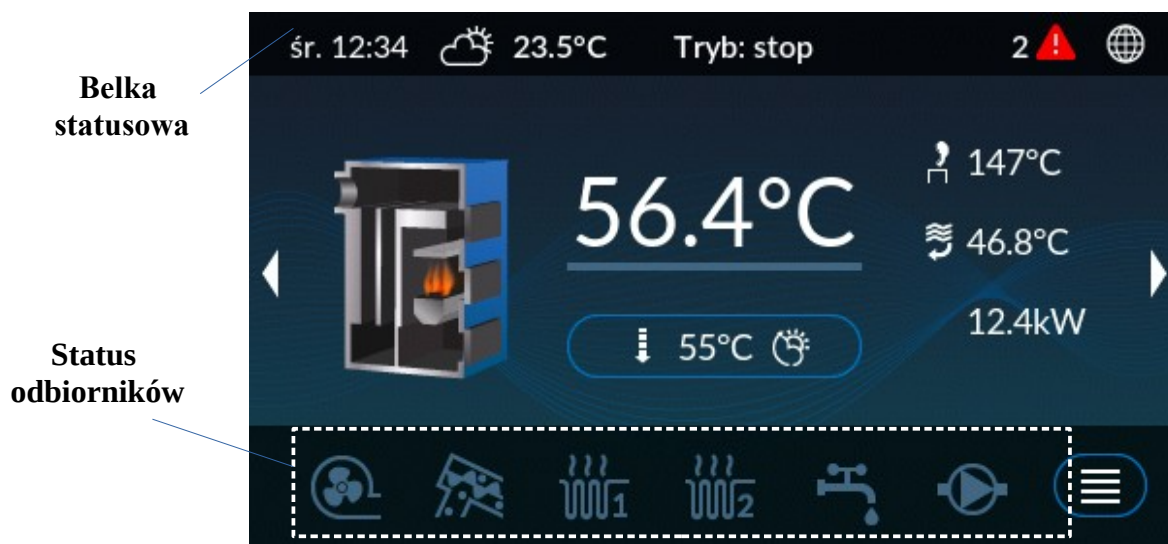 śr. 12:34 23.5°C Tryb: stop 2
Belka
statusowa
147°C
56.4°C
46.8°C
12.4kW
55°C
Status
odbiorników
1 2